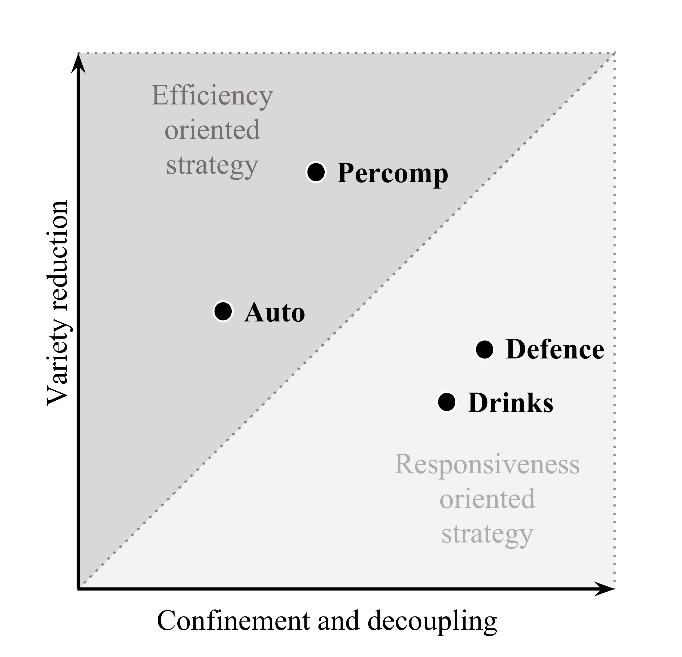 Efficiency
oriented
strategy
Percomp
Variety reduction
Auto
Defence
Drinks
Responsiveness
oriented
strategy
Confinement and decoupling